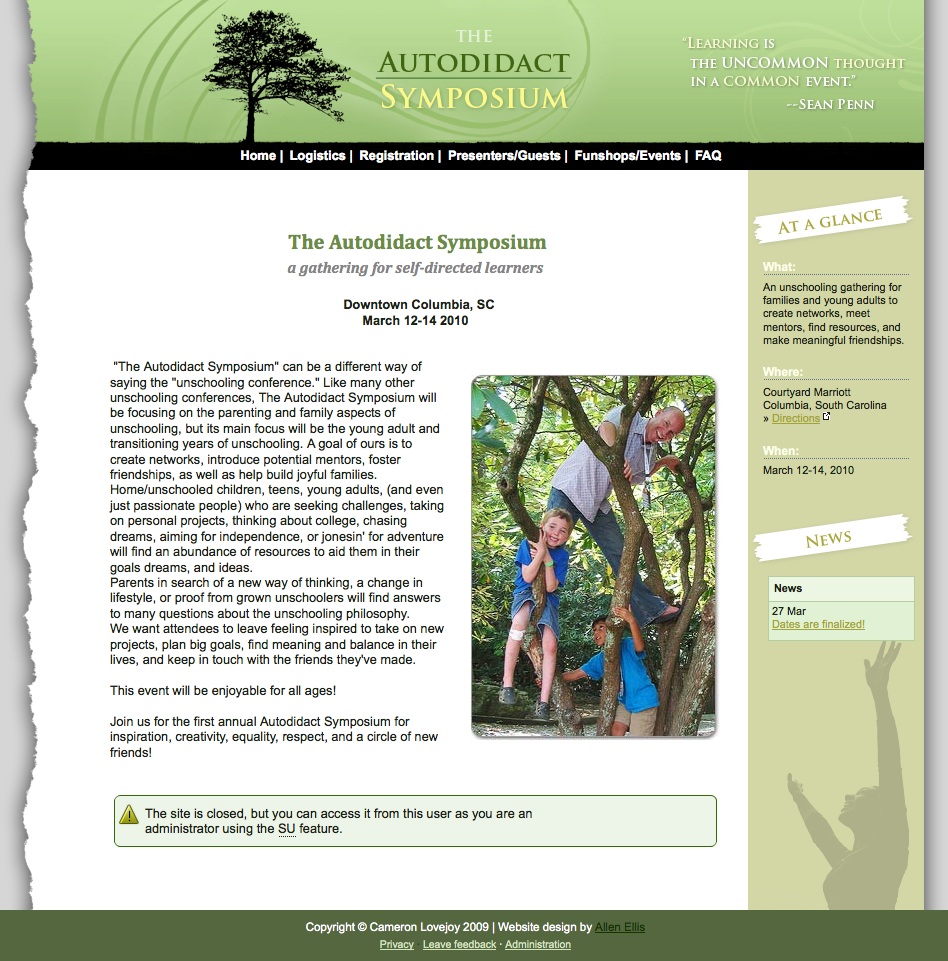 THE
AUTODIDACT
SYMPOSIUM
"LEARNING IS
THE UNCOMMON THOUGHT
IN A COMMON EVENT."
--SEAN PENN
Home | Logistics | Registration | Presenters/Guests | Funshops/Events | FAQ
The Autodidact Symposium
a gathering for self-directed learners
Downtown Columbia, SC
March 12-14 2010
"The Autodidact Symposium" can be a different way of
saying the "unschooling conference." Like many other
unschooling conferences, The Autodidact Symposium will
be focusing on the parenting and family aspects of
unschooling, but its main focus will be the young adult and
transitioning years of unschooling. A goal of ours is to
create networks, introduce potential mentors, foster
friendships, as well as help build joyful families.
Home/unschooled children, teens, young adults, (and even
just passionate people) who are seeking challenges, taking
on personal projects, thinking about college, chasing
dreams, aiming for independence, or jonesin' for adventure
will find an abundance of resources to aid them in their
goals dreams, and ideas.
Parents in search of a new way of thinking, a change in
lifestyle, or proof from grown unschoolers will find answers
to many questions about the unschooling philosophy.
We want attendees to leave feeling inspired to take on new
projects, plan big goals, find meaning and balance in their
lives, and keep in touch with the friends they've made.
This event will be enjoyable for all ages!
Join us for the first annual Autodidact Symposium for
inspiration, creativity, equality, respect, and a circle of new
friends!
The site is closed, but you can access it from this user as you are an
administrator using the SU feature.
AT A GLANCE
What:
An unschooling gathering for
families and young adults to
create networks, meet
mentors, find resources, and
make meaningful friendships.
Where:
Courtyard Marriott
Columbia, South Carolina
» Directions
When:
March 12-14, 2010
NEWS
News
27 Mar
Dates are finalized!
Copyright © Cameron Lovejoy 2009 | Website design by Allen Ellis
Privacy · Leave feedback · Administration